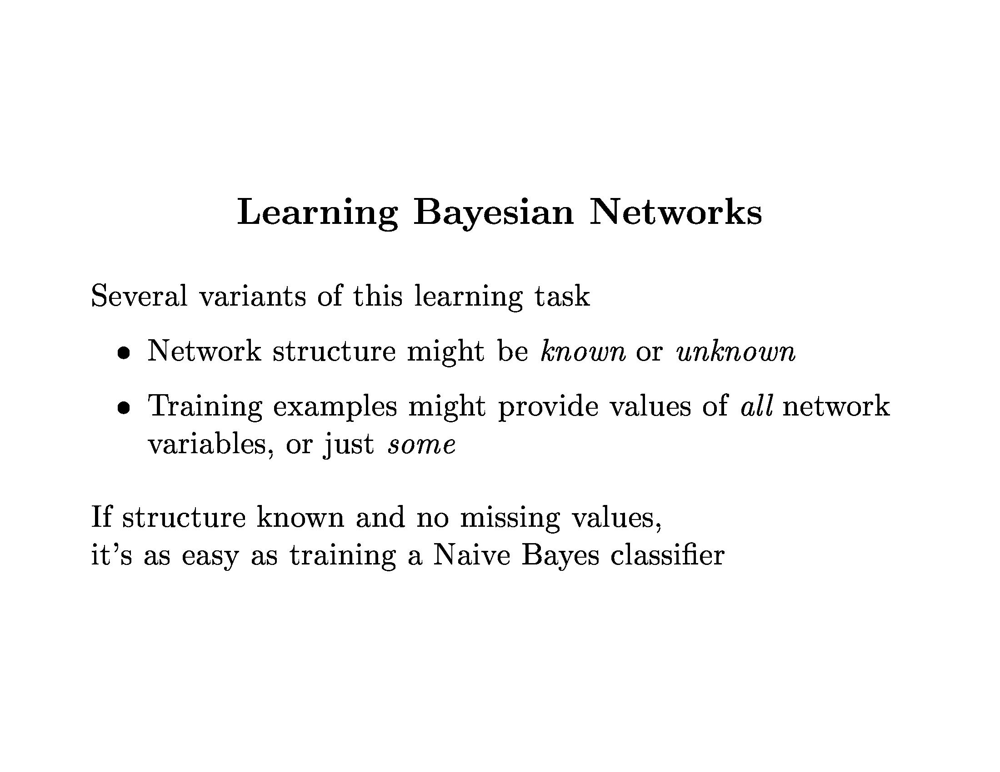 Learning Bayesian Networks
Several variants of this learning task
• Network structure might be known or unknown
• Training examples might provide values of all network
variables, or just some
If structure known and no missing values,
it's as easy as training a Naive Bayes classifier